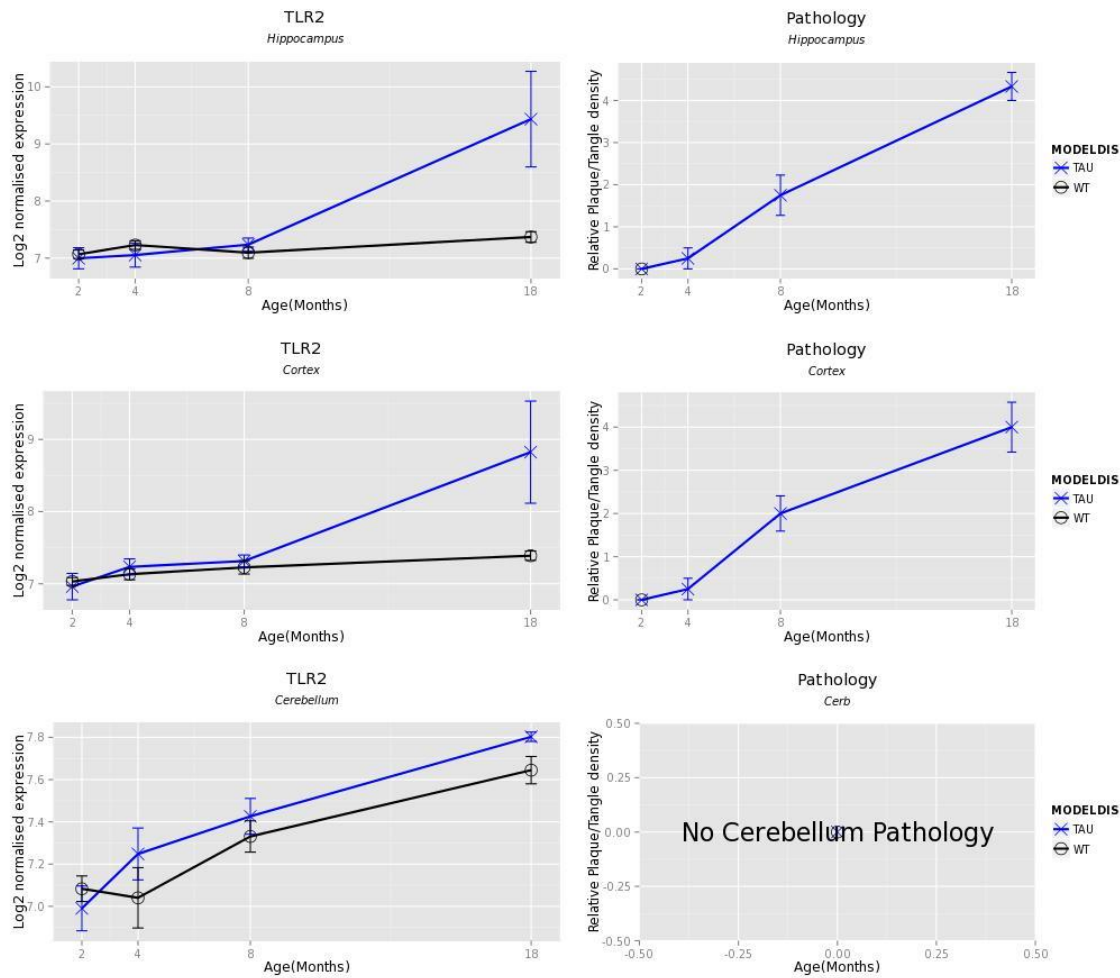 TLR2
Hippocampus
Log2 normalised expression
10
9
8
7
2 4 8 18
Age(Months)
Pathology
Hippocampus
Relative Plaque/Tangle density
4
3
2
1
0
2 4 8 18
Age(Months)
MODELDIS
TAU
WT
TLR2
Cortex
Log2 normalised expression
9
8
7
2 4 8 18
Age(Months)
Pathology
Cortex
Relative Plaque/Tangle density
4
3
2
1
0
2 4 8 18
Age(Months)
MODELDIS
TAU
WT
TLR2
Cerebellum
Log2 normalised expression
7.8
7.6
7.4
7.2
7.0
2 4 8 18
Age(Months)
Pathology
Cerb
Relative Plaque/Tangle density
0.50
0.25
0.00
-0.25
-0.50
No Cerebellum Pathology
-0.50 -0.25 0.00 0.25 0.50
Age(Months)
MODELDIS
TAU
WT